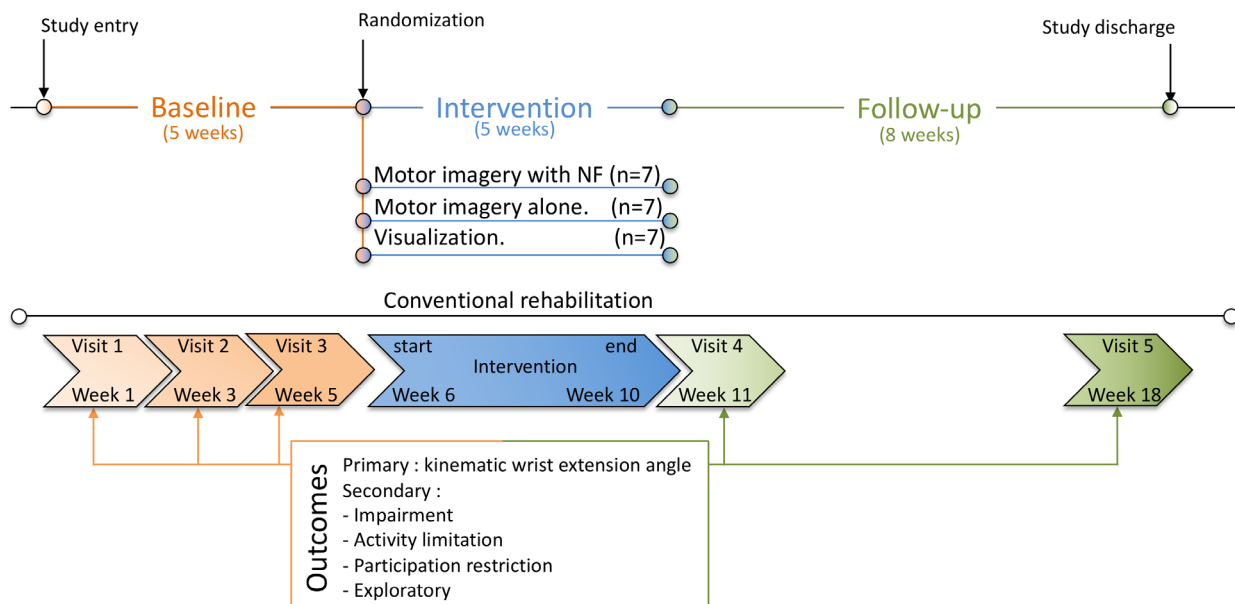 Study entry
Randomization
Study discharge
Baseline
(5 weeks)
Intervention
(5 weeks)
Follow-up
(8 weeks)
Motor imagery with NF (n=7)
Motor imagery alone. (n=7)
Visualization. (n=7)
Conventional rehabilitation
Visit 1
Week 1
Visit 2
Week 3
Visit 3
Week 5
start end
Intervention
Week 6 Week 10
Visit 4
Week 11
Visit 5
Week 18
Outcomes
Primary : kinematic wrist extension angle
Secondary :
- Impairment
- Activity limitation
- Participation restriction
- Exploratory